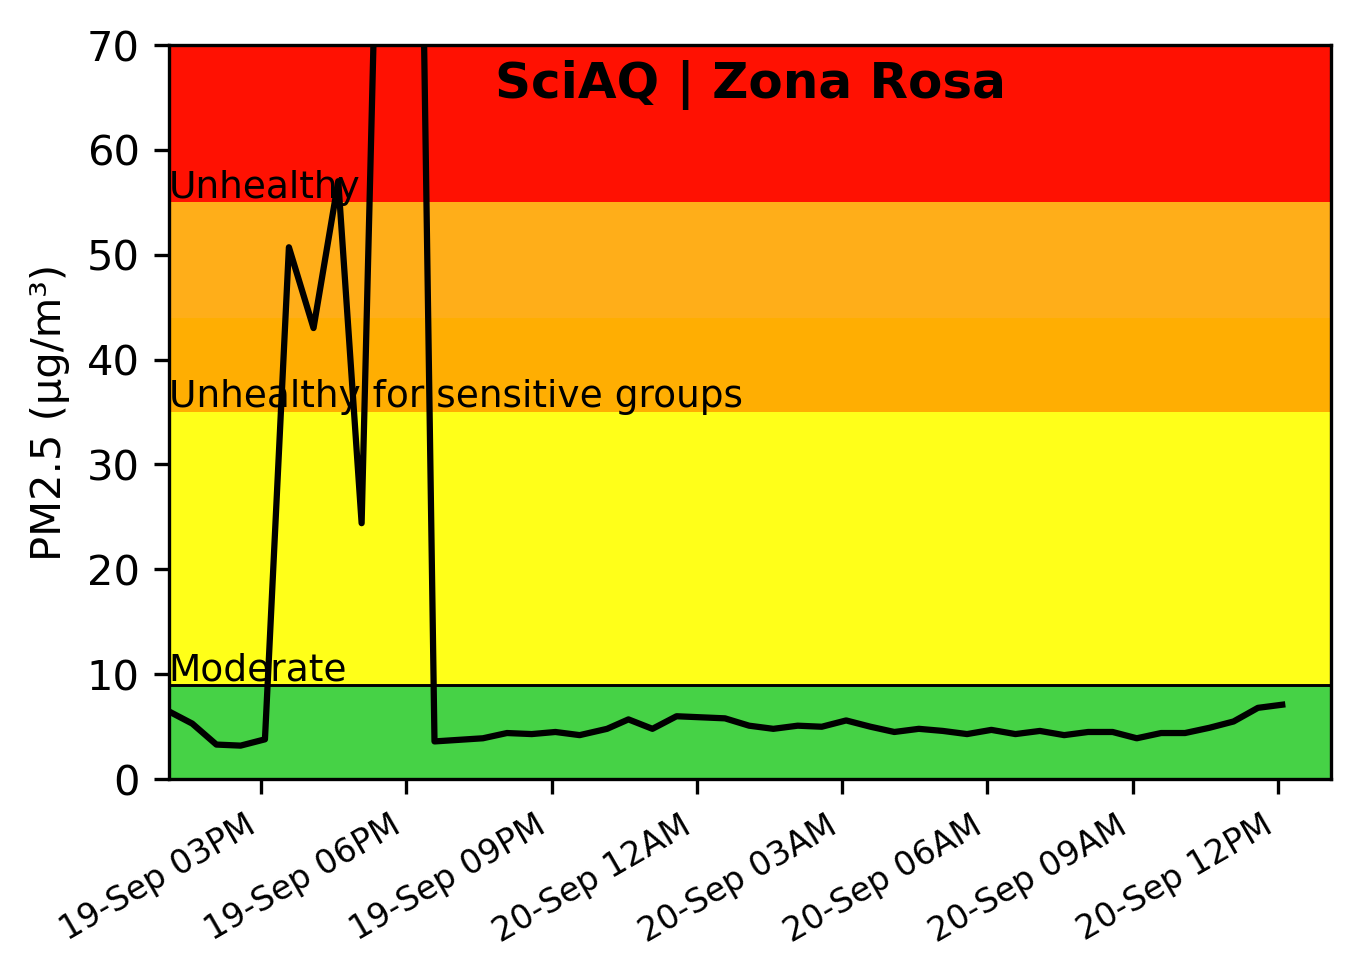 SciAQ | Zona Rosa
PM2.5 (µg/m³)
70
60
50
40
30
20
10
0
Unhealthy
Unhealthy for sensitive groups
Moderate
19-Sep 03PM
19-Sep 06PM
19-Sep 09PM
20-Sep 12AM
20-Sep 03AM
20-Sep 06AM
20-Sep 09AM
20-Sep 12PM